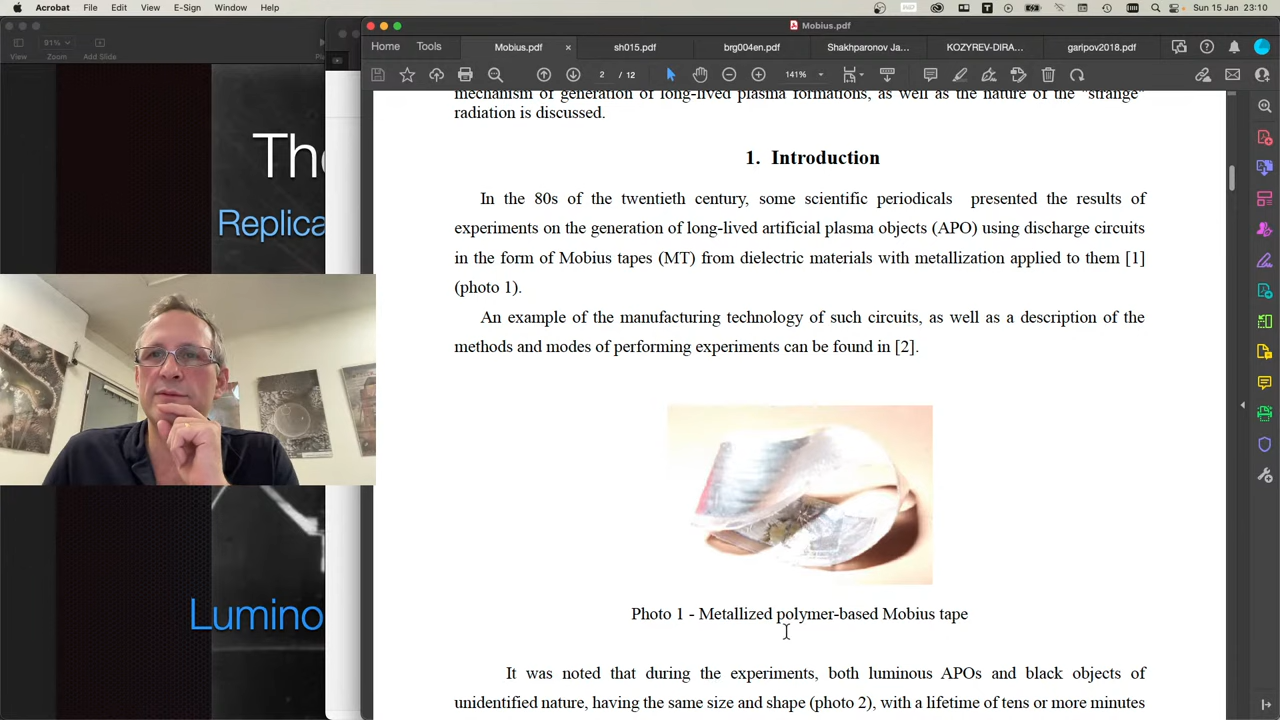 Acrobat File Edit View E-Sign Window Help Sun 15 Jan 23:10
Mobius.pdf
91%
View Zoom Add Slide
Home Tools Mobius.pdf sh015.pdf brg004en.pdf Shakhparonov Ja... KOZYREV-DIRA... garipov2018.pdf
2 / 12 141%
mechanism of generation of long-lived plasma formations, as well as the nature of the "strange"
radiation is discussed.
1. Introduction
In the 80s of the twentieth century, some scientific periodicals presented the results of
experiments on the generation of long-lived artificial plasma objects (APO) using discharge circuits
in the form of Mobius tapes (MT) from dielectric materials with metallization applied to them [1]
(photo 1).
An example of the manufacturing technology of such circuits, as well as a description of the
methods and modes of performing experiments can be found in [2].
Photo 1 - Metallized polymer-based Mobius tape
It was noted that during the experiments, both luminous APOs and black objects of
unidentified nature, having the same size and shape (photo 2), with a lifetime of tens or more minutes
The
Replica
Lumino